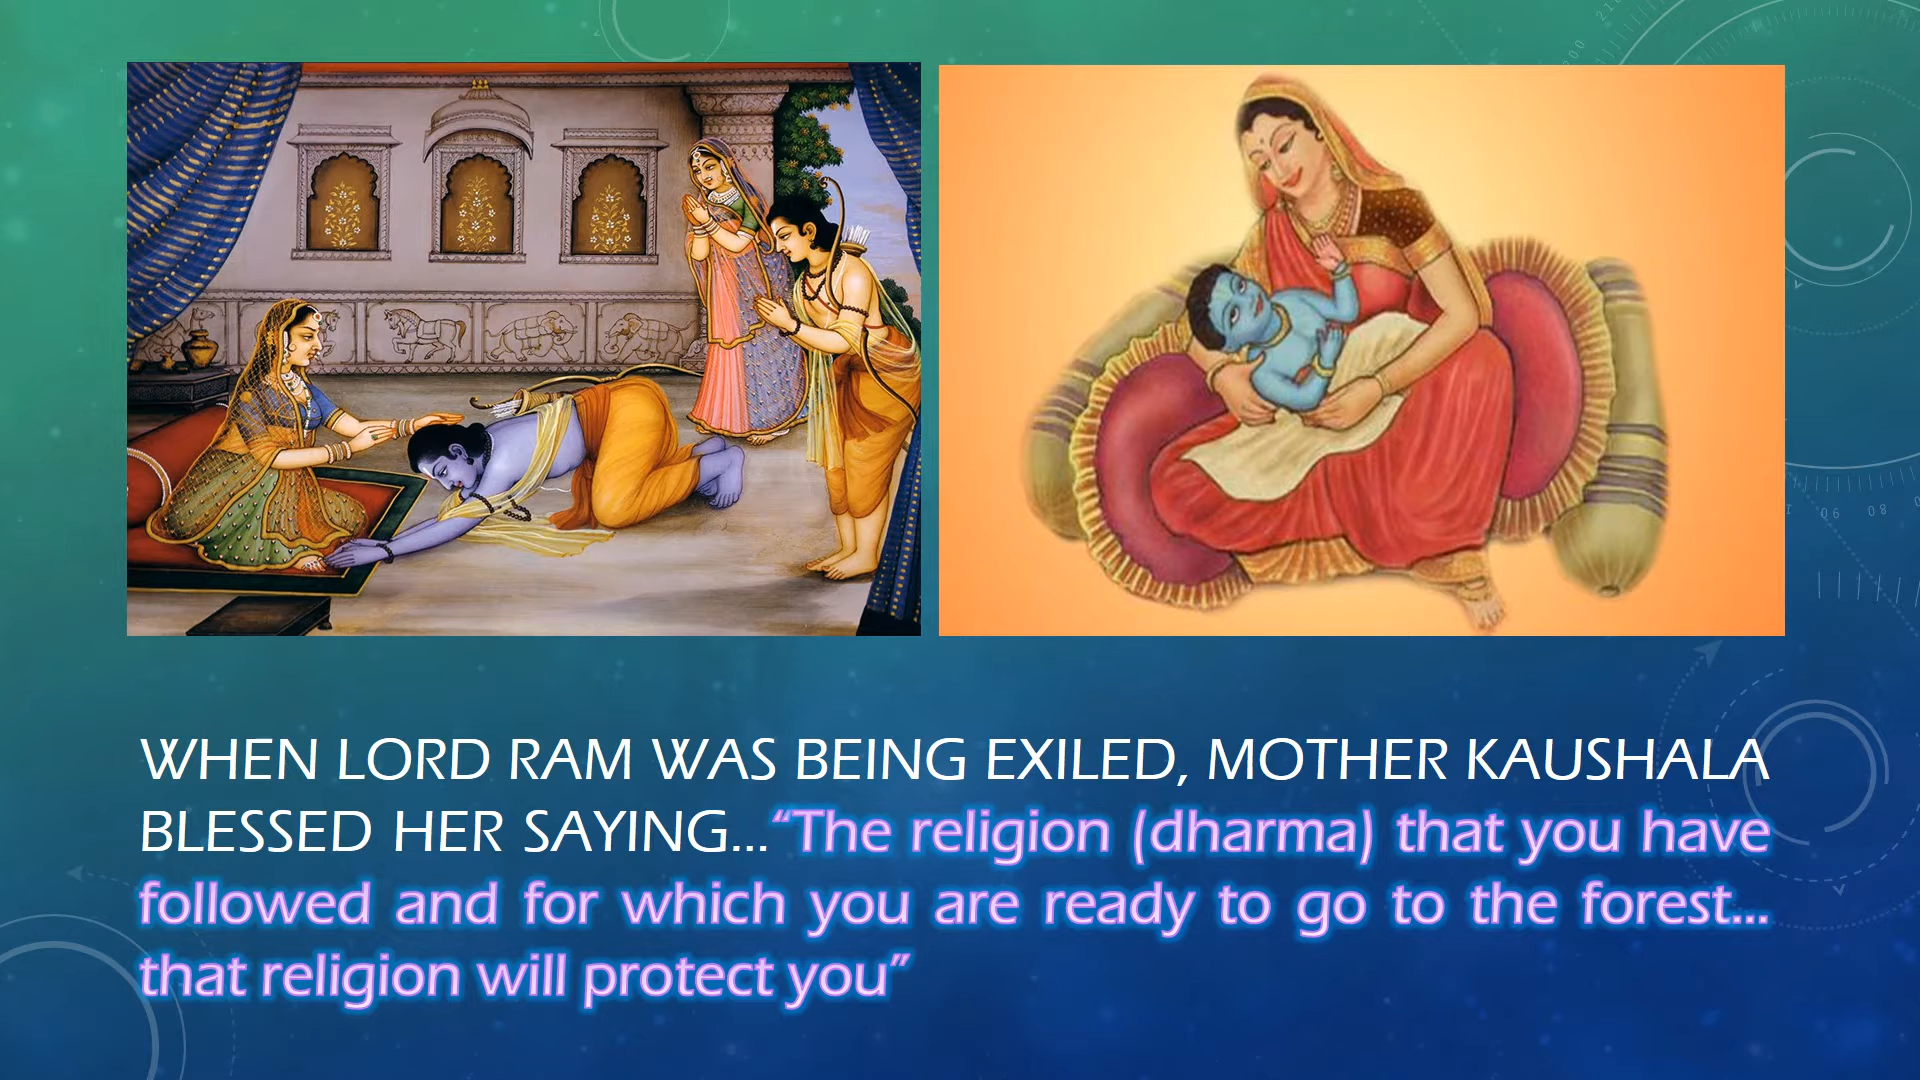 WHEN LORD RAM WAS BEING EXILED, MOTHER KAUSHALA
BLESSED HER SAYING...“The religion (dharma) that you have
followed and for which you are ready to go to the forest...
that religion will protect you”